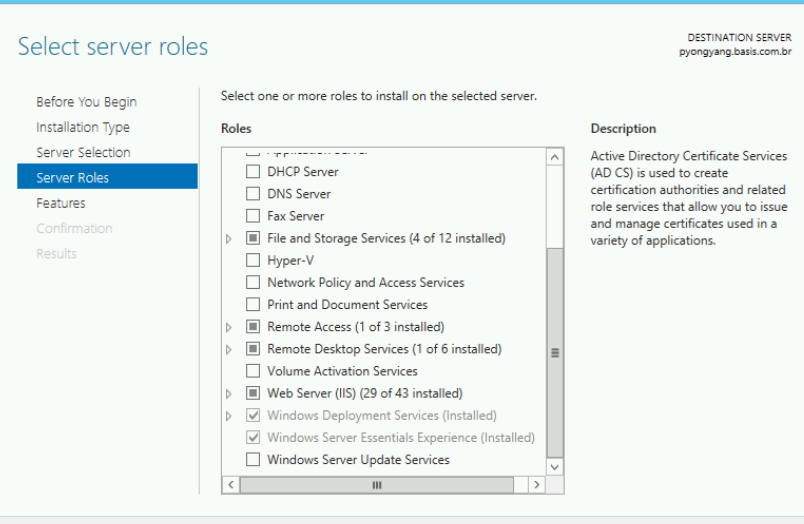 Select server roles
DESTINATION SERVER
pyongyang.basis.com.br
Before You Begin
Installation Type
Server Selection
Server Roles
Features
Confirmation
Results
Select one or more roles to install on the selected server.
Roles
DHCP Server
DNS Server
Fax Server
File and Storage Services (4 of 12 installed)
Hyper-V
Network Policy and Access Services
Print and Document Services
Remote Access (1 of 3 installed)
Remote Desktop Services (1 of 6 installed)
Volume Activation Services
Web Server (IIS) (29 of 43 installed)
Windows Deployment Services (Installed)
Windows Server Essentials Experience (Installed)
Windows Server Update Services
Description
Active Directory Certificate Services
(AD CS) is used to create
certification authorities and related
role services that allow you to issue
and manage certificates used in a
variety of applications.